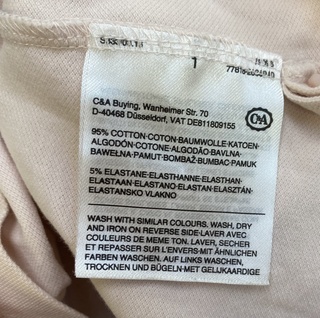 1
C&A Buying, Wanheimer Str. 70
D-40468 Düsseldorf, VAT DE811809155
C&A
95% COTTON·COTON·BAUMWOLLE·KATOEN·
ALGODÓN·COTONE·ALGODÃO·BAVLNA·
BAWEŁNA·PAMUT·BOMBAŽ·BUMBAC·PAMUK
5% ELASTANE·ELASTHANNE·ELASTHAN·
ELASTAAN·ELASTANO·ELASTAN·ELASZTÁN·
ELASTANSKO VLAKNO
WASH WITH SIMILAR COLOURS. WASH, DRY
AND IRON ON REVERSE SIDE·LAVER AVEC
COULEURS DE MEME TON. LAVER, SECHER
ET REPASSER SUR L'ENVERS·MIT ÄHNLICHEN
FARBEN WASCHEN. AUF LINKS WASCHEN,
TROCKNEN UND BÜGELN·MET GELIJKAARDIGE